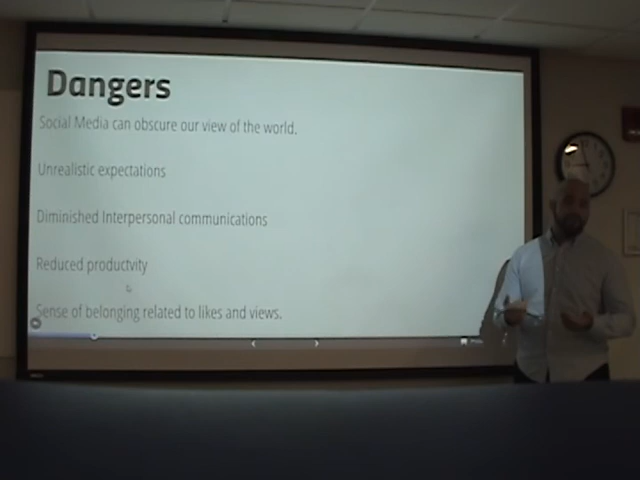 Dangers
Social Media can obscure our view of the world.
Unrealistic expectations
Diminished Interpersonal communications
Reduced productvity
Sense of belonging related to likes and views.